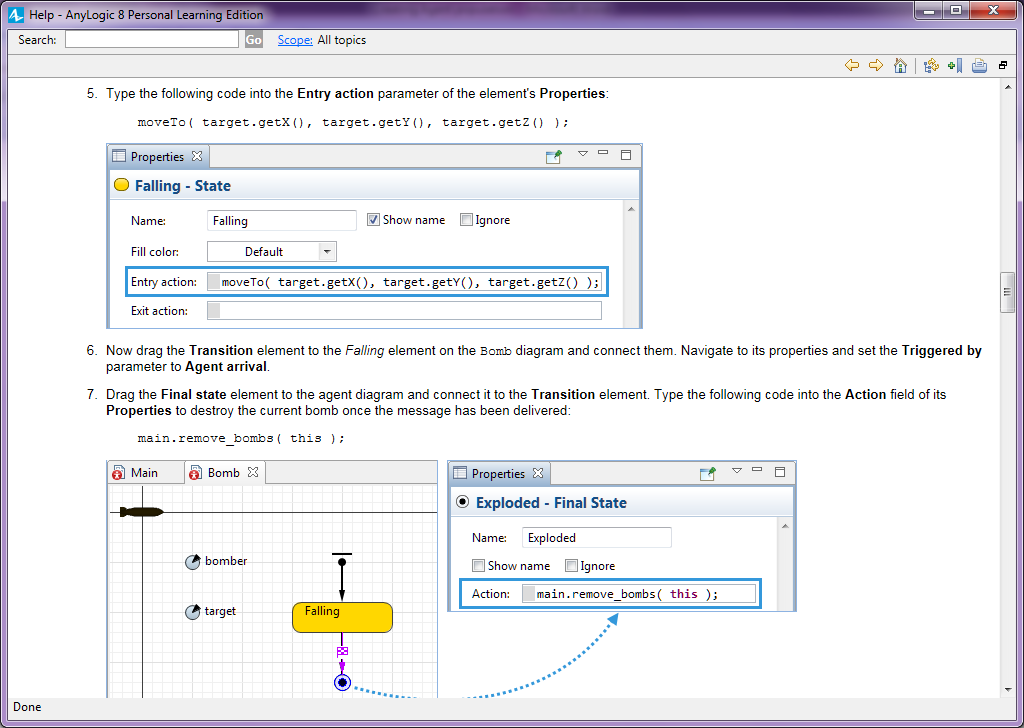 Help - AnyLogic 8 Personal Learning Edition
Search: Go Scope: All topics
5. Type the following code into the Entry action parameter of the element's Properties:
moveTo( target.getX(), target.getY(), target.getZ() );
Properties
Falling - State
Name: Falling Show name Ignore
Fill color: Default
Entry action: moveTo( target.getX(), target.getY(), target.getZ() );
Exit action:
6. Now drag the Transition element to the Falling element on the Bomb diagram and connect them. Navigate to its properties and set the Triggered by
parameter to Agent arrival.
7. Drag the Final state element to the agent diagram and connect it to the Transition element. Type the following code into the Action field of its
Properties to destroy the current bomb once the message has been delivered:
main.remove_bombs( this );
Main Bomb
bomber
target
Falling
Properties
Exploded - Final State
Name: Exploded
Show name Ignore
Action: main.remove_bombs( this );
Done